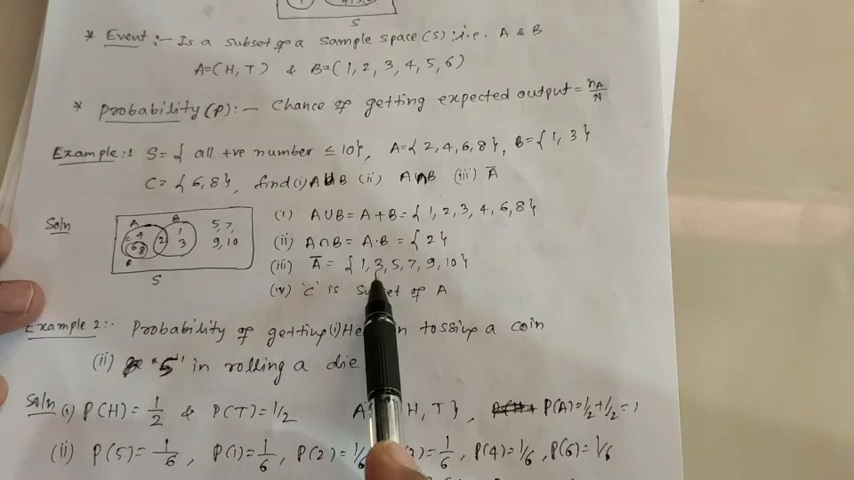 S
* Event:- Is a subset of a sample space (S); i.e. A & B
A=(H, T) & B=(1, 2, 3, 4, 5, 6)
* Probability(P):- Chance of getting expected output = nA/N
Example:1 S={ all +ve number ≤ 10}, A={ 2, 4, 6, 8}, B={ 1, 3}
C= { 6, 8}, find (i) A∪B (ii) A∩B (iii) A̅
Soln
A B
4 2 1 3 6 8
5, 7, 9, 10
S
(i) A∪B = A + B = { 1, 2, 3, 4, 6, 8}
(ii) A∩B = A·B = { 2}
(iii) A̅ = { 1, 3, 5, 7, 9, 10}
(iv) 'C' is Subset of A
Example 2:- Probability of getting (i) in tossing a coin
(ii) '5' in rolling a die
Soln (i) P(H) = 1/2 & P(T) = 1/2 H, T}, P(A) = 1/2 + 1/2 = 1
(ii) P(5) = 1/6, P(1) = 1/6, P(2) = 1/6 = 1/6, P(4) = 1/6, P(6) = 1/6